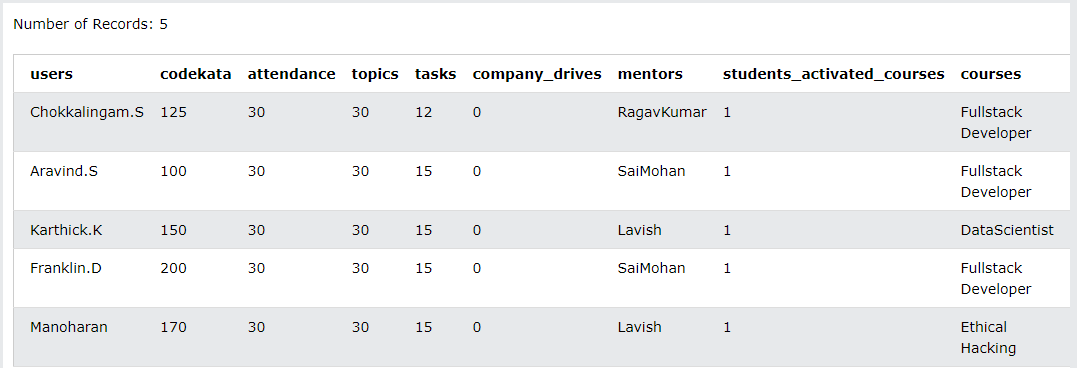 Number of Records: 5
users codekata attendance topics tasks company_drives mentors students_activated_courses courses
Chokkalingam.S 125 30 30 12 0 RagavKumar 1 Fullstack
Developer
Aravind.S 100 30 30 15 0 SaiMohan 1 Fullstack
Developer
Karthick.K 150 30 30 15 0 Lavish 1 DataScientist
Franklin.D 200 30 30 15 0 SaiMohan 1 Fullstack
Developer
Manoharan 170 30 30 15 0 Lavish 1 Ethical
Hacking